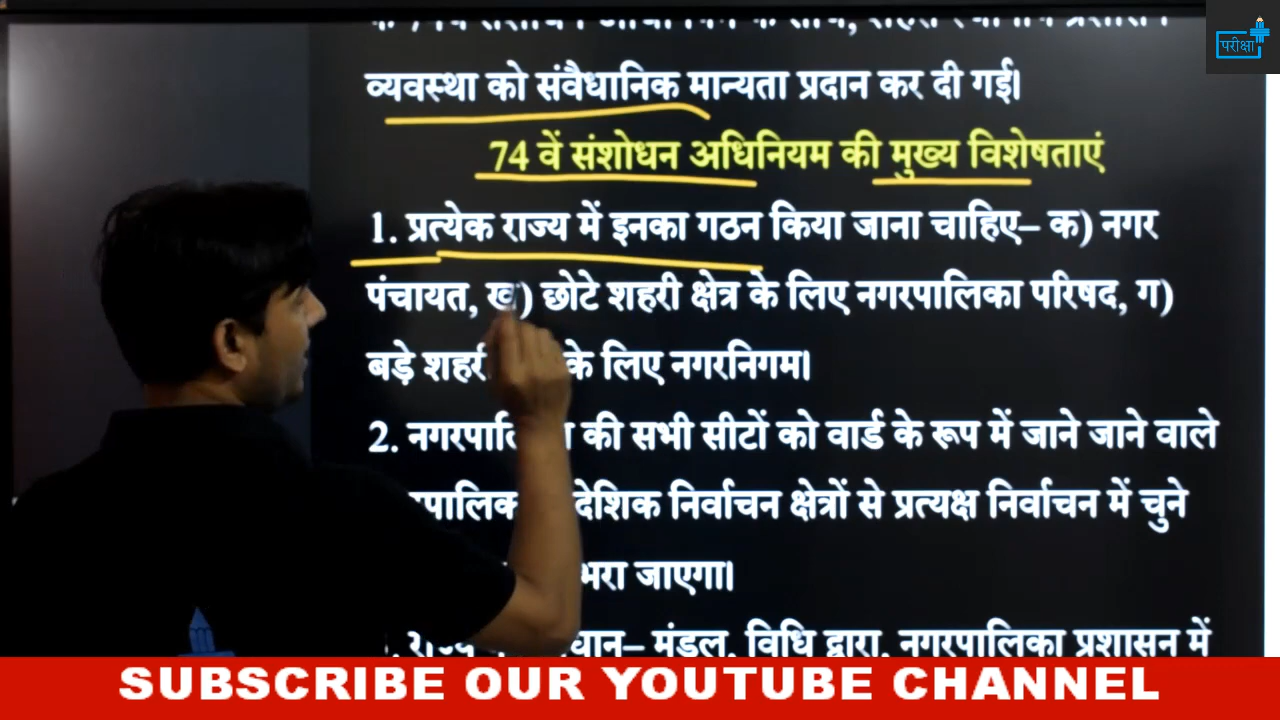 परीक्षा
व्यवस्था को संवैधानिक मान्यता प्रदान कर दी गई।
74 वें संशोधन अधिनियम की मुख्य विशेषताएं
1. प्रत्येक राज्य में इनका गठन किया जाना चाहिए– क) नगर
पंचायत, ख) छोटे शहरी क्षेत्र के लिए नगरपालिका परिषद, ग)
बड़े के लिए नगरनिगम।
2. की सभी सीटों को वार्ड के रूप में जाने जाने वाले
निर्वाचन क्षेत्रों से प्रत्यक्ष निर्वाचन में चुने
भरा जाएगा।
मंडल, विधि द्वारा, नगरपालिका प्रशासन में
SUBSCRIBE OUR YOUTUBE CHANNEL